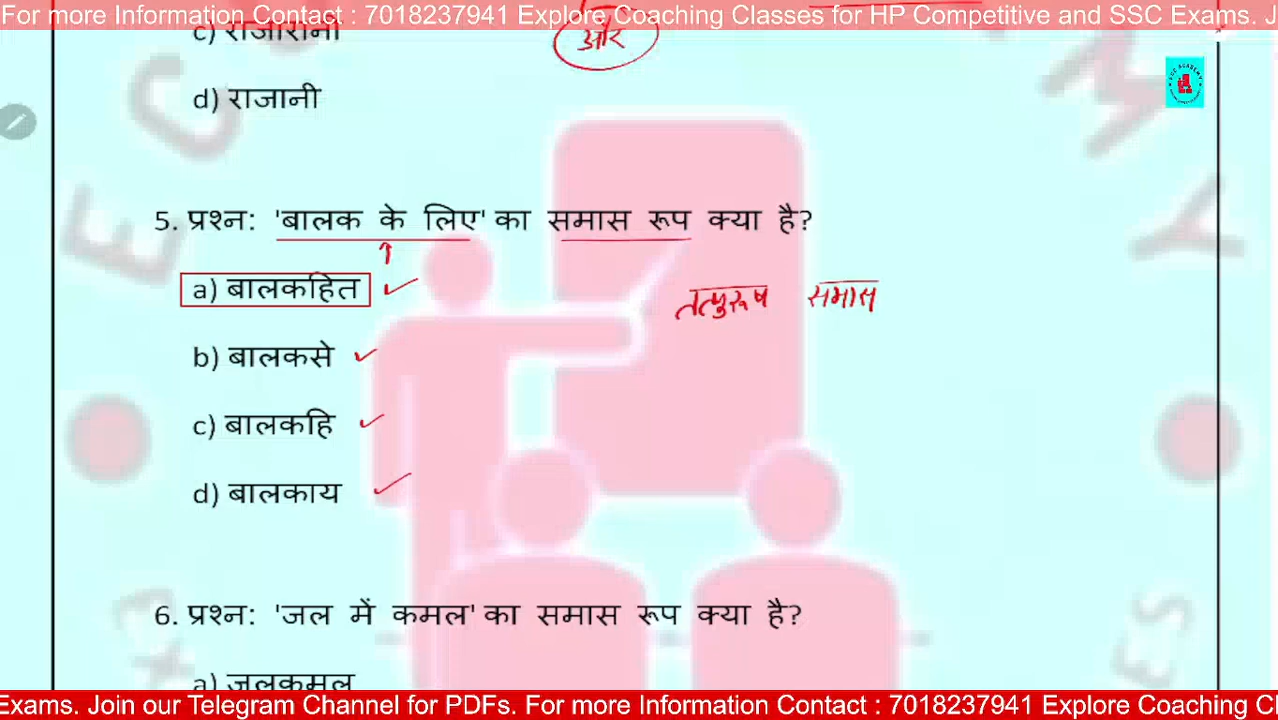 For more Information Contact : 7018237941 Explore Coaching Classes for HP Competitive and SSC Exams. J
c) राजारानी
और
d) राजानी
5. प्रश्न: 'बालक के लिए' का समास रूप क्या है?
a) बालकहित
तत्पुरूष समास
b) बालकसे
c) बालकहि
d) बालकाय
6. प्रश्न: 'जल में कमल' का समास रूप क्या है?
a) जलकमल
Exams. Join our Telegram Channel for PDFs. For more Information Contact : 7018237941 Explore Coaching Cl